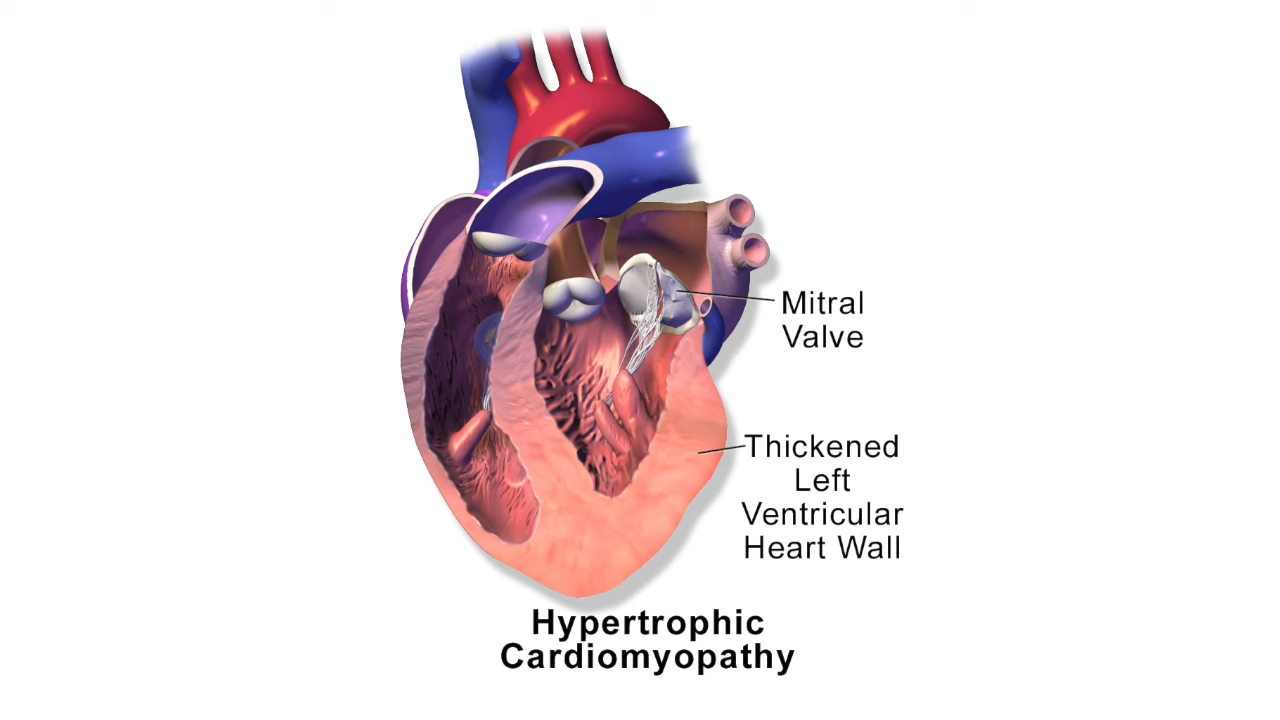 Mitral
Valve
Thickened
Left
Ventricular
Heart Wall
Hypertrophic
Cardiomyopathy